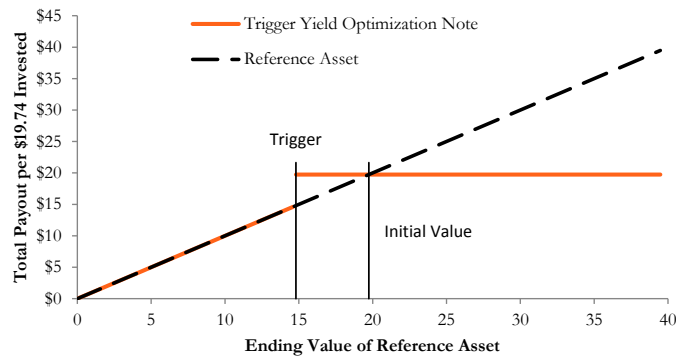 Trigger Yield Optimization Note
Reference Asset
Total Payout per $19.74 Invested
$45
$40
$35
$30
$25
$20
$15
$10
$5
$0
Trigger
Initial Value
0 5 10 15 20 25 30 35 40
Ending Value of Reference Asset